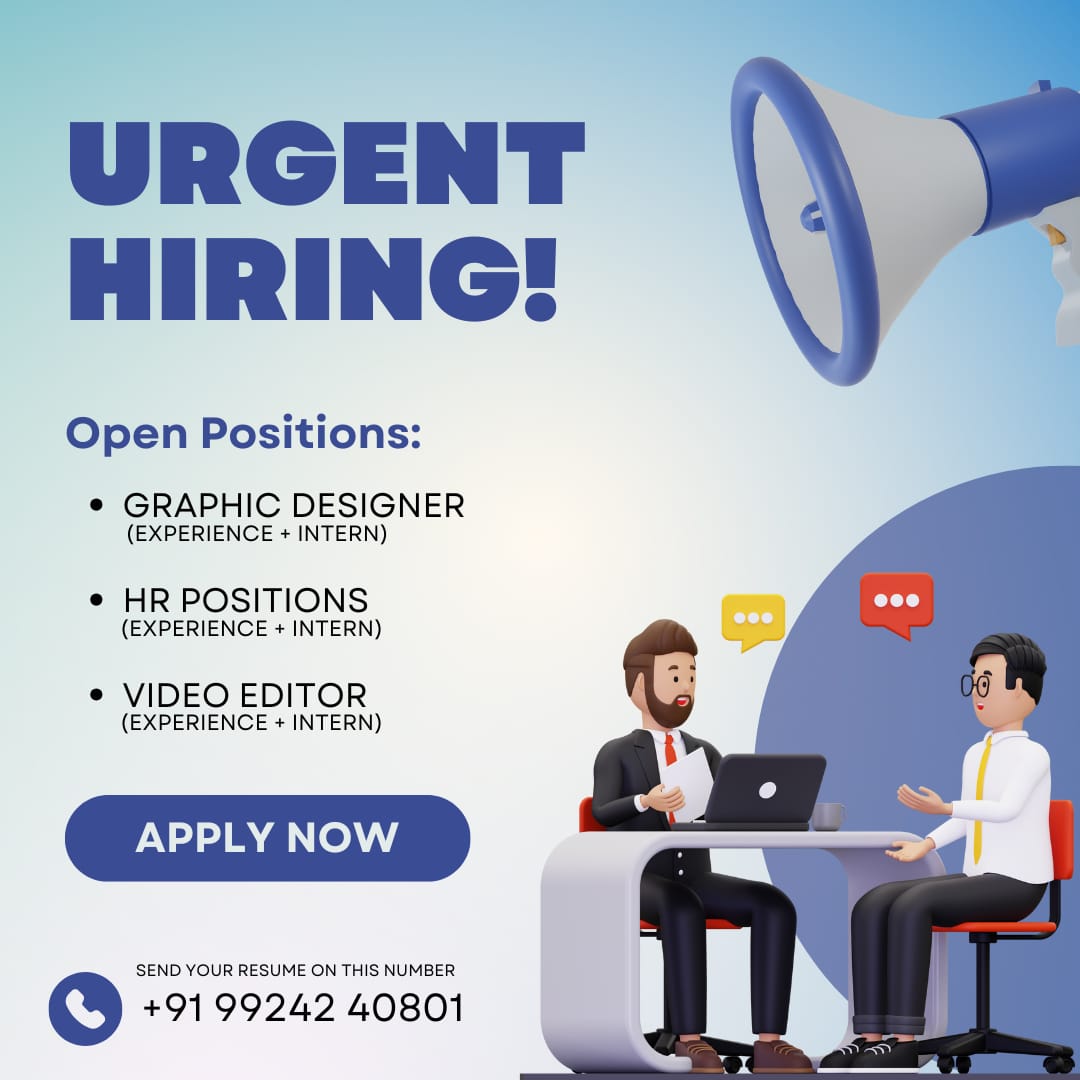 URGENT
HIRING!
Open Positions:
• GRAPHIC DESIGNER
(EXPERIENCE + INTERN)
• HR POSITIONS
(EXPERIENCE + INTERN)
• VIDEO EDITOR
(EXPERIENCE + INTERN)
APPLY NOW
SEND YOUR RESUME ON THIS NUMBER
+91 99242 40801